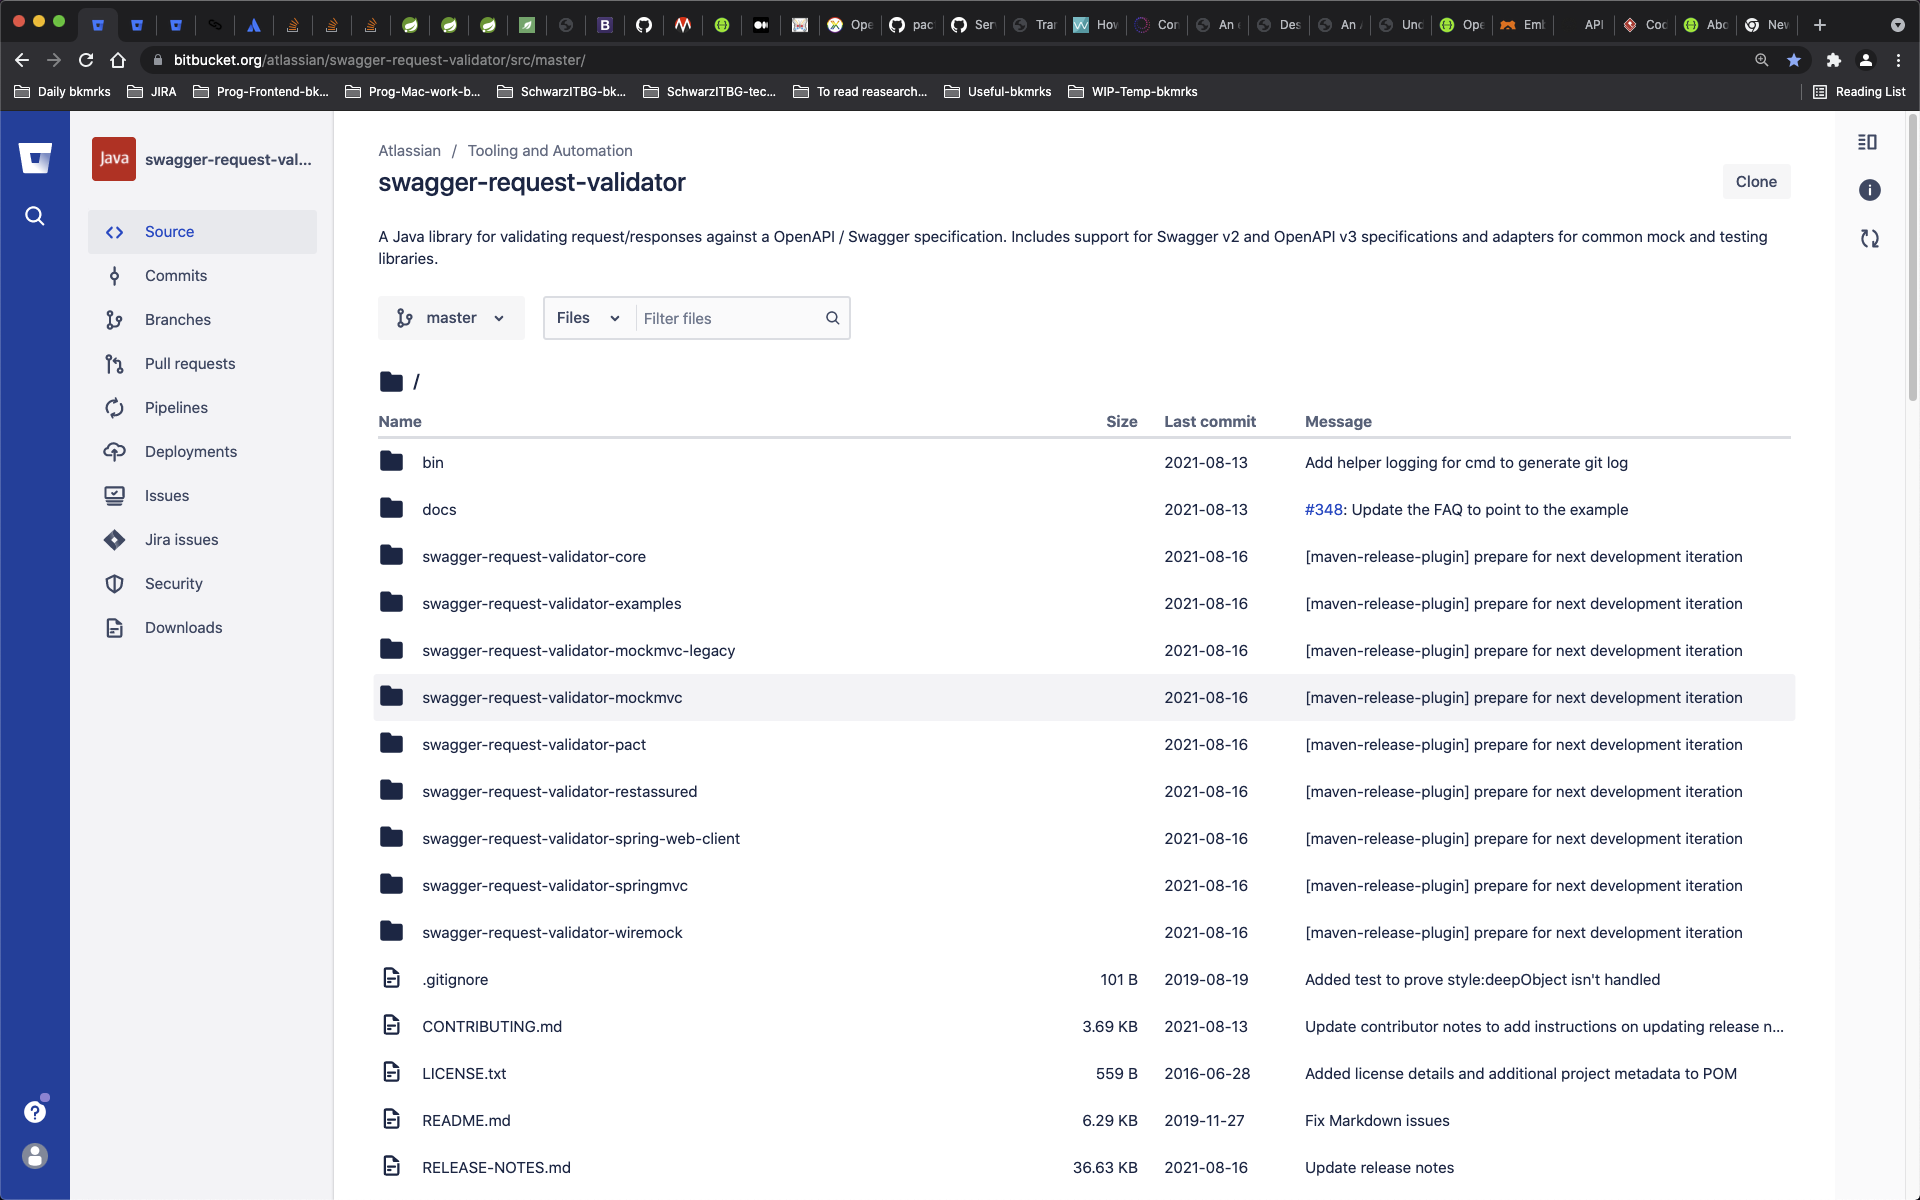 Ope
pac
Ser
Tran
How
Con
An
Des
An
Und
Ope
Emb
API
Coc
Abo
New
bitbucket.org/atlassian/swagger-request-validator/src/master/
Daily bkmrks
JIRA
Prog-Frontend-bk...
Prog-Mac-work-b...
SchwarzITBG-bk...
SchwarzITBG-tec...
To read reasearch...
Useful-bkmrks
WIP-Temp-bkmrks
Reading List
Java
swagger-request-val...
Source
Commits
Branches
Pull requests
Pipelines
Deployments
Issues
Jira issues
Security
Downloads
Atlassian / Tooling and Automation
swagger-request-validator
Clone
A Java library for validating request/responses against a OpenAPI / Swagger specification. Includes support for Swagger v2 and OpenAPI v3 specifications and adapters for common mock and testing
libraries.
master
Files
Filter files
/
Name Size Last commit Message
bin 2021-08-13 Add helper logging for cmd to generate git log
docs 2021-08-13 #348: Update the FAQ to point to the example
swagger-request-validator-core 2021-08-16 [maven-release-plugin] prepare for next development iteration
swagger-request-validator-examples 2021-08-16 [maven-release-plugin] prepare for next development iteration
swagger-request-validator-mockmvc-legacy 2021-08-16 [maven-release-plugin] prepare for next development iteration
swagger-request-validator-mockmvc 2021-08-16 [maven-release-plugin] prepare for next development iteration
swagger-request-validator-pact 2021-08-16 [maven-release-plugin] prepare for next development iteration
swagger-request-validator-restassured 2021-08-16 [maven-release-plugin] prepare for next development iteration
swagger-request-validator-spring-web-client 2021-08-16 [maven-release-plugin] prepare for next development iteration
swagger-request-validator-springmvc 2021-08-16 [maven-release-plugin] prepare for next development iteration
swagger-request-validator-wiremock 2021-08-16 [maven-release-plugin] prepare for next development iteration
.gitignore 101 B 2019-08-19 Added test to prove style:deepObject isn't handled
CONTRIBUTING.md 3.69 KB 2021-08-13 Update contributor notes to add instructions on updating release n...
LICENSE.txt 559 B 2016-06-28 Added license details and additional project metadata to POM
README.md 6.29 KB 2019-11-27 Fix Markdown issues
RELEASE-NOTES.md 36.63 KB 2021-08-16 Update release notes